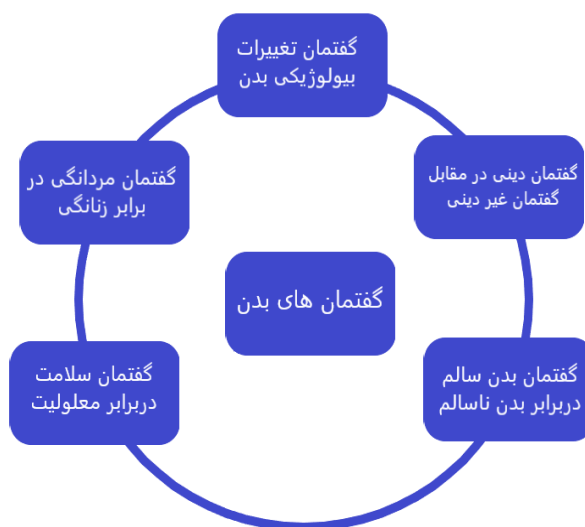 گفتمان تغییرات
بیولوژیکی بدن
گفتمان دینی در مقابل
گفتمان غیر دینی
گفتمان مردانگی در
برابر زنانگی
گفتمان های بدن
گفتمان بدن سالم
دربرابر بدن ناسالم
گفتمان سلامت
دربرابر معلولیت